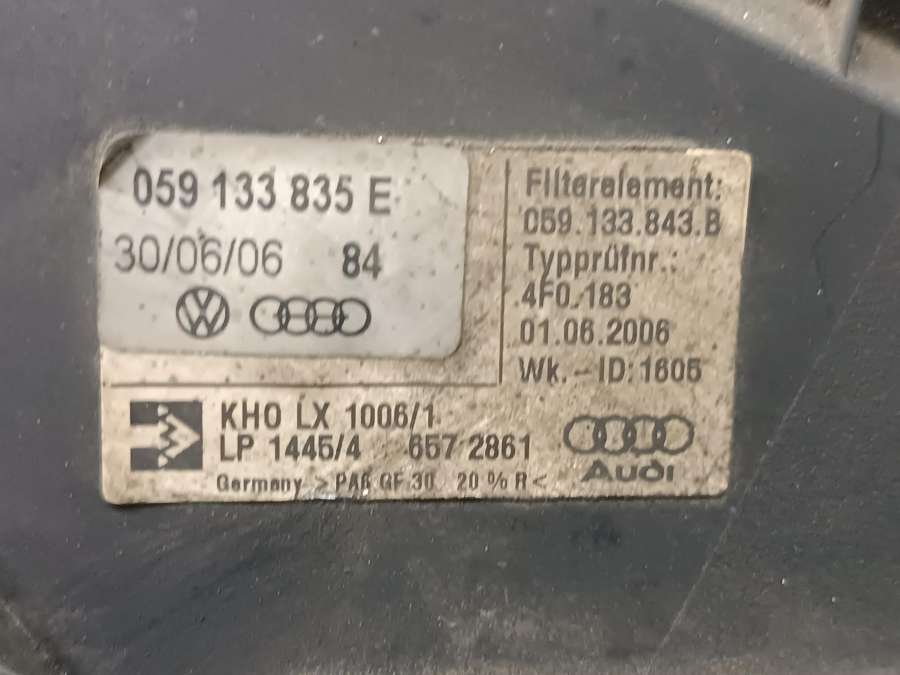 059 133 835 E
30/06/06 84
Filterelement:
059.133.843.B
Typprüfnr.:
4F0.183
01.06.2006
Wk.-ID:1605
KHO LX 1006/1
LP 1445/4 657 2861
Germany >PA6 GF 30 20 % R<
Audi